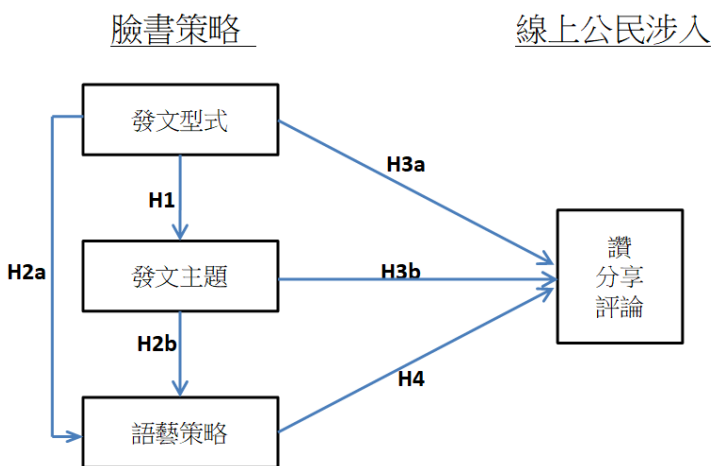 臉書策略
線上公民涉入
發文型式
H3a
H1
發文主題
讚
分享
評論
H2a
H3b
H2b
H4
語藝策略